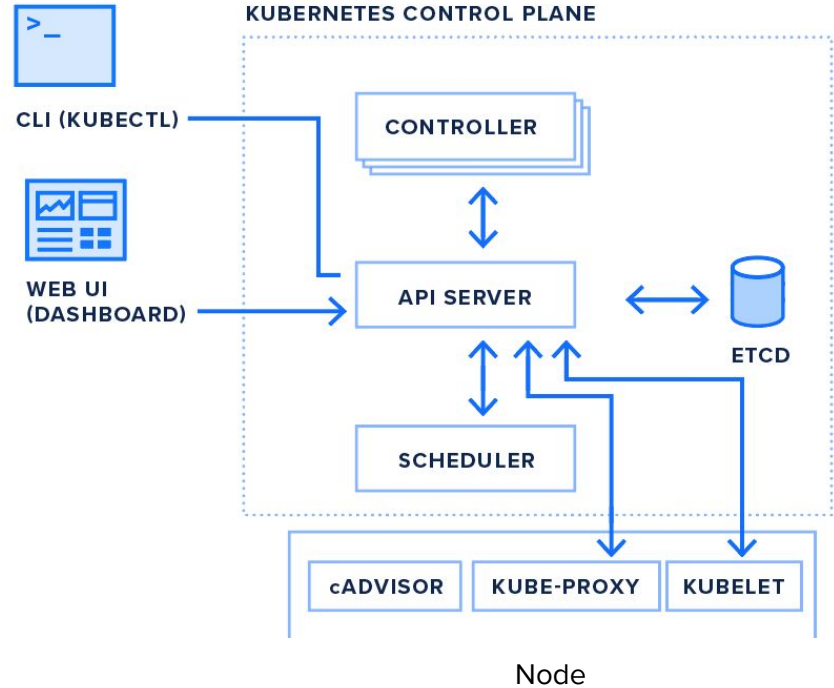 KUBERNETES CONTROL PLANE
>_
CLI (KUBECTL)
CONTROLLER
WEB UI
(DASHBOARD)
API SERVER
ETCD
SCHEDULER
cADVISOR
KUBE-PROXY
KUBELET
Node